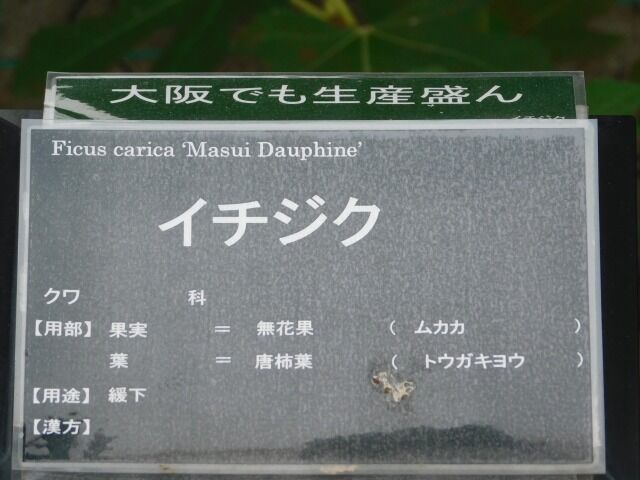 大阪でも生産盛ん
Ficus carica ‘Masui Dauphine’
イチジク
クワ 科
【用部】 果実 ＝ 無花果 （ ムカカ ）
葉 ＝ 唐柿葉 （ トウガキヨウ ）
【用途】 緩下
【漢方】